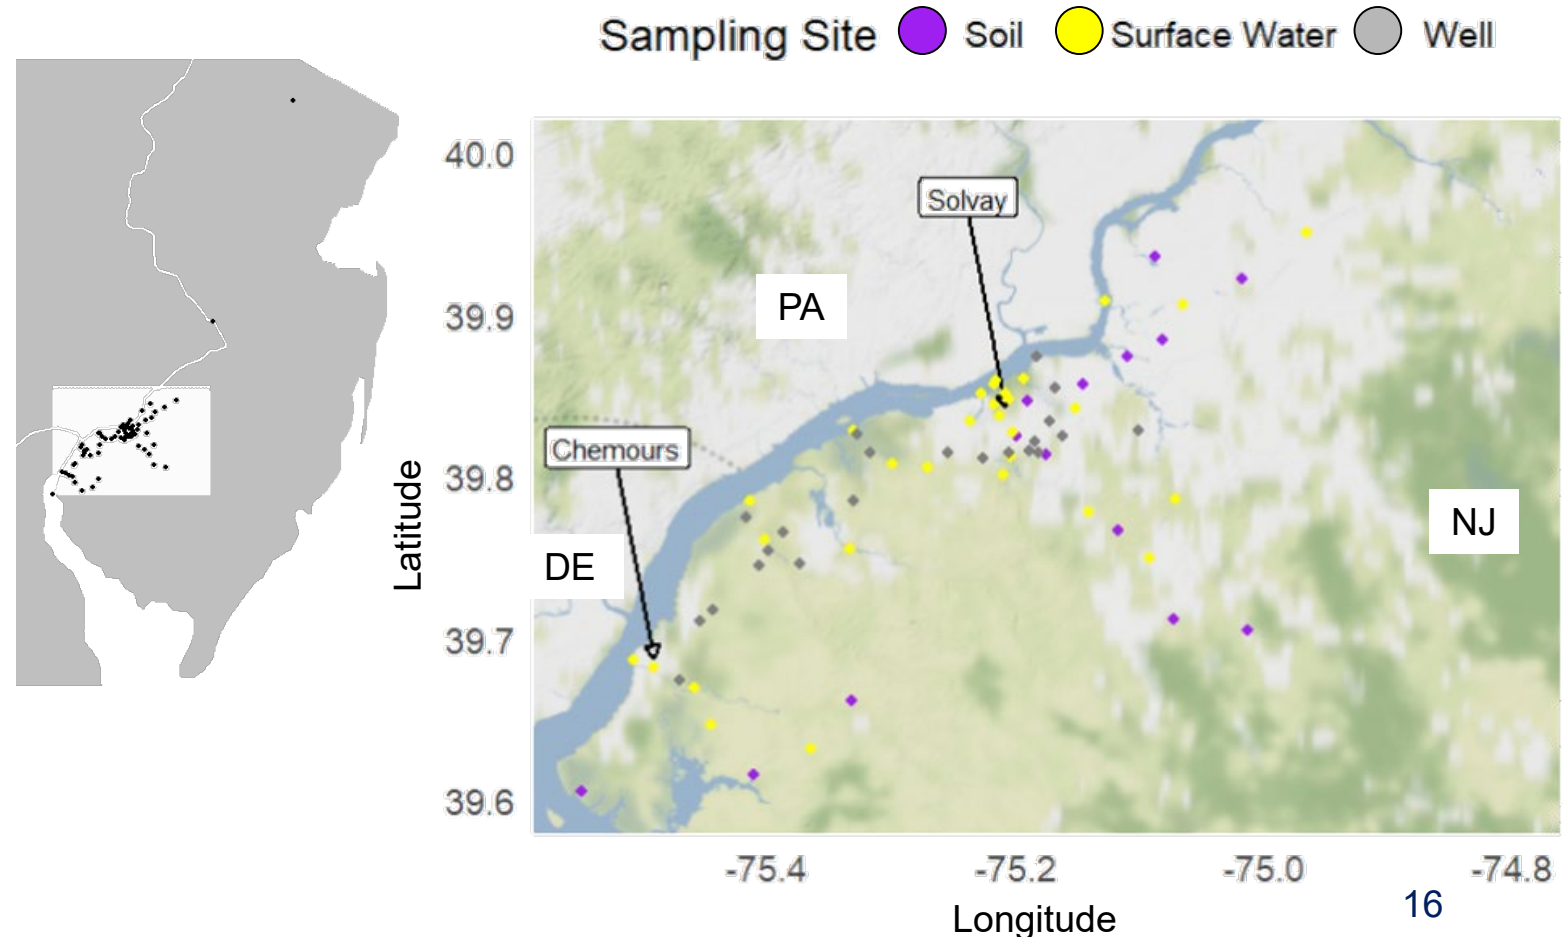 Sampling Site Soil Surface Water Well
40.0
Solvay
PA
39.9
Chemours
39.8
NJ
DE
Latitude
39.7
39.6
-75.4 -75.2 -75.0 -74.8
Longitude
16